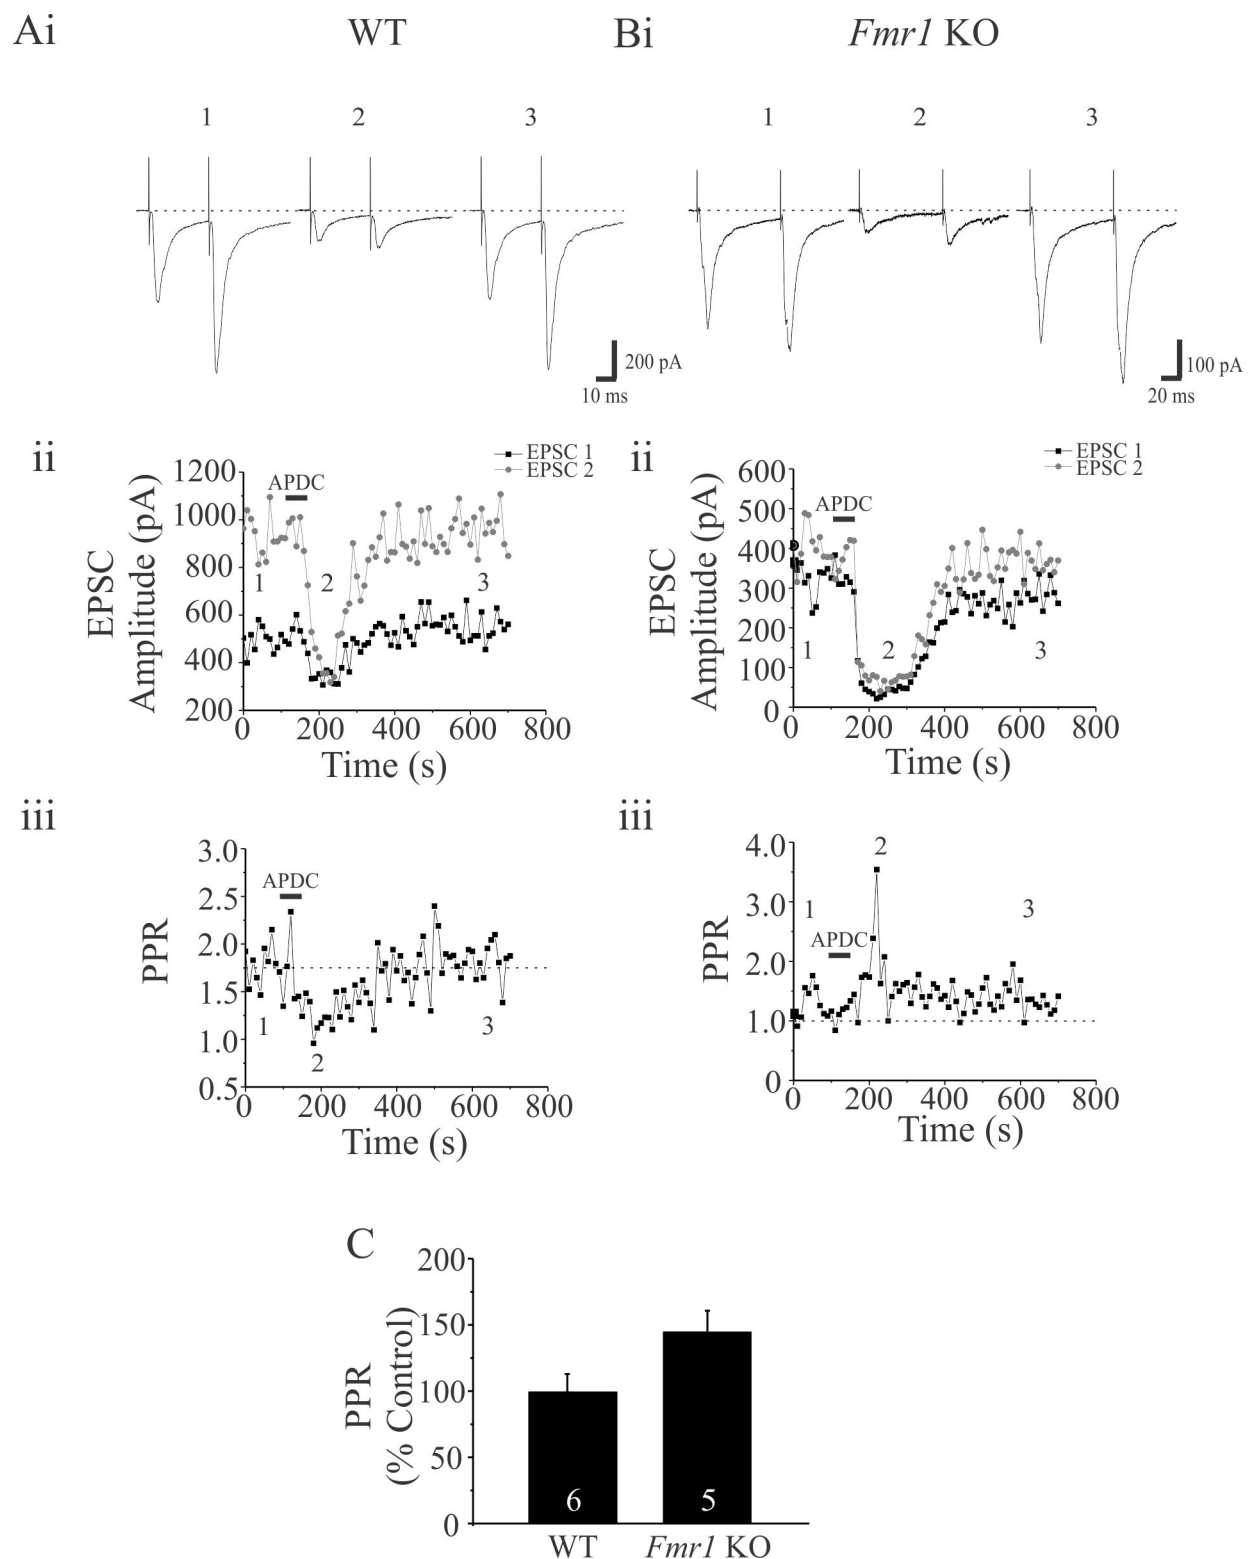 Ai WT Bi Fmr1 KO
1 2 3 1 2 3
200 pA
10 ms
100 pA
20 ms
ii
EPSC 1
EPSC 2
APDC
EPSC
Amplitude (pA)
1200
1000
800
600
400
200
1 2 3
0 200 400 600 800
Time (s)
ii
EPSC 1
EPSC 2
APDC
EPSC
Amplitude (pA)
600
500
400
300
200
100
0
1 2 3
0 200 400 600 800
Time (s)
iii
PPR
3.0
2.5
2.0
1.5
1.0
0.5
APDC
1 2 3
0 200 400 600 800
Time (s)
iii
PPR
4.0
3.0
2.0
1.0
0
2
1 3
APDC
0 200 400 600 800
Time (s)
C
PPR
(% Control)
200
150
100
50
0
6 5
WT Fmr1 KO